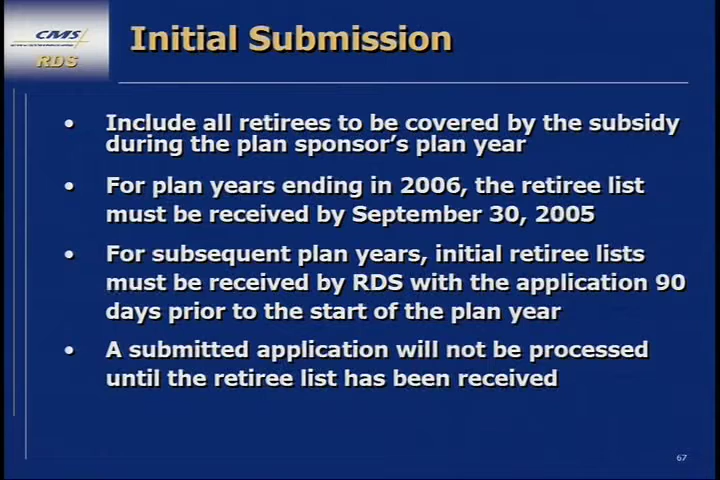 CMS
RDS
Initial Submission
• Include all retirees to be covered by the subsidy
during the plan sponsor's plan year
• For plan years ending in 2006, the retiree list
must be received by September 30, 2005
• For subsequent plan years, initial retiree lists
must be received by RDS with the application 90
days prior to the start of the plan year
• A submitted application will not be processed
until the retiree list has been received
67